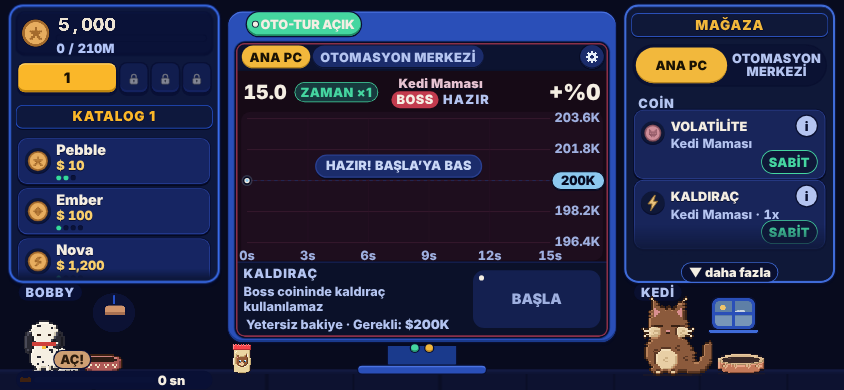 5,000
0 / 210M
1
KATALOG 1
Pebble
$ 10
Ember
$ 100
Nova
$ 1,200
BOBBY
AÇ!
0 sn
OTO-TUR AÇIK
ANA PC
OTOMASYON MERKEZİ
15.0
ZAMAN ×1
Kedi Maması
BOSS HAZIR
+%0
203.6K
201.8K
HAZIR! BAŞLA'YA BAS
200K
198.2K
196.4K
0s 3s 6s 9s 12s 15s
KALDIRAÇ
Boss coininde kaldıraç
kullanılamaz
Yetersiz bakiye · Gerekli: $200K
BAŞLA
MAĞAZA
ANA PC
OTOMASYON
MERKEZİ
COİN
VOLATİLİTE
i
Kedi Maması
SABİT
KALDIRAÇ
i
Kedi Maması · 1x
SABİT
▼ daha fazla
KEDİ